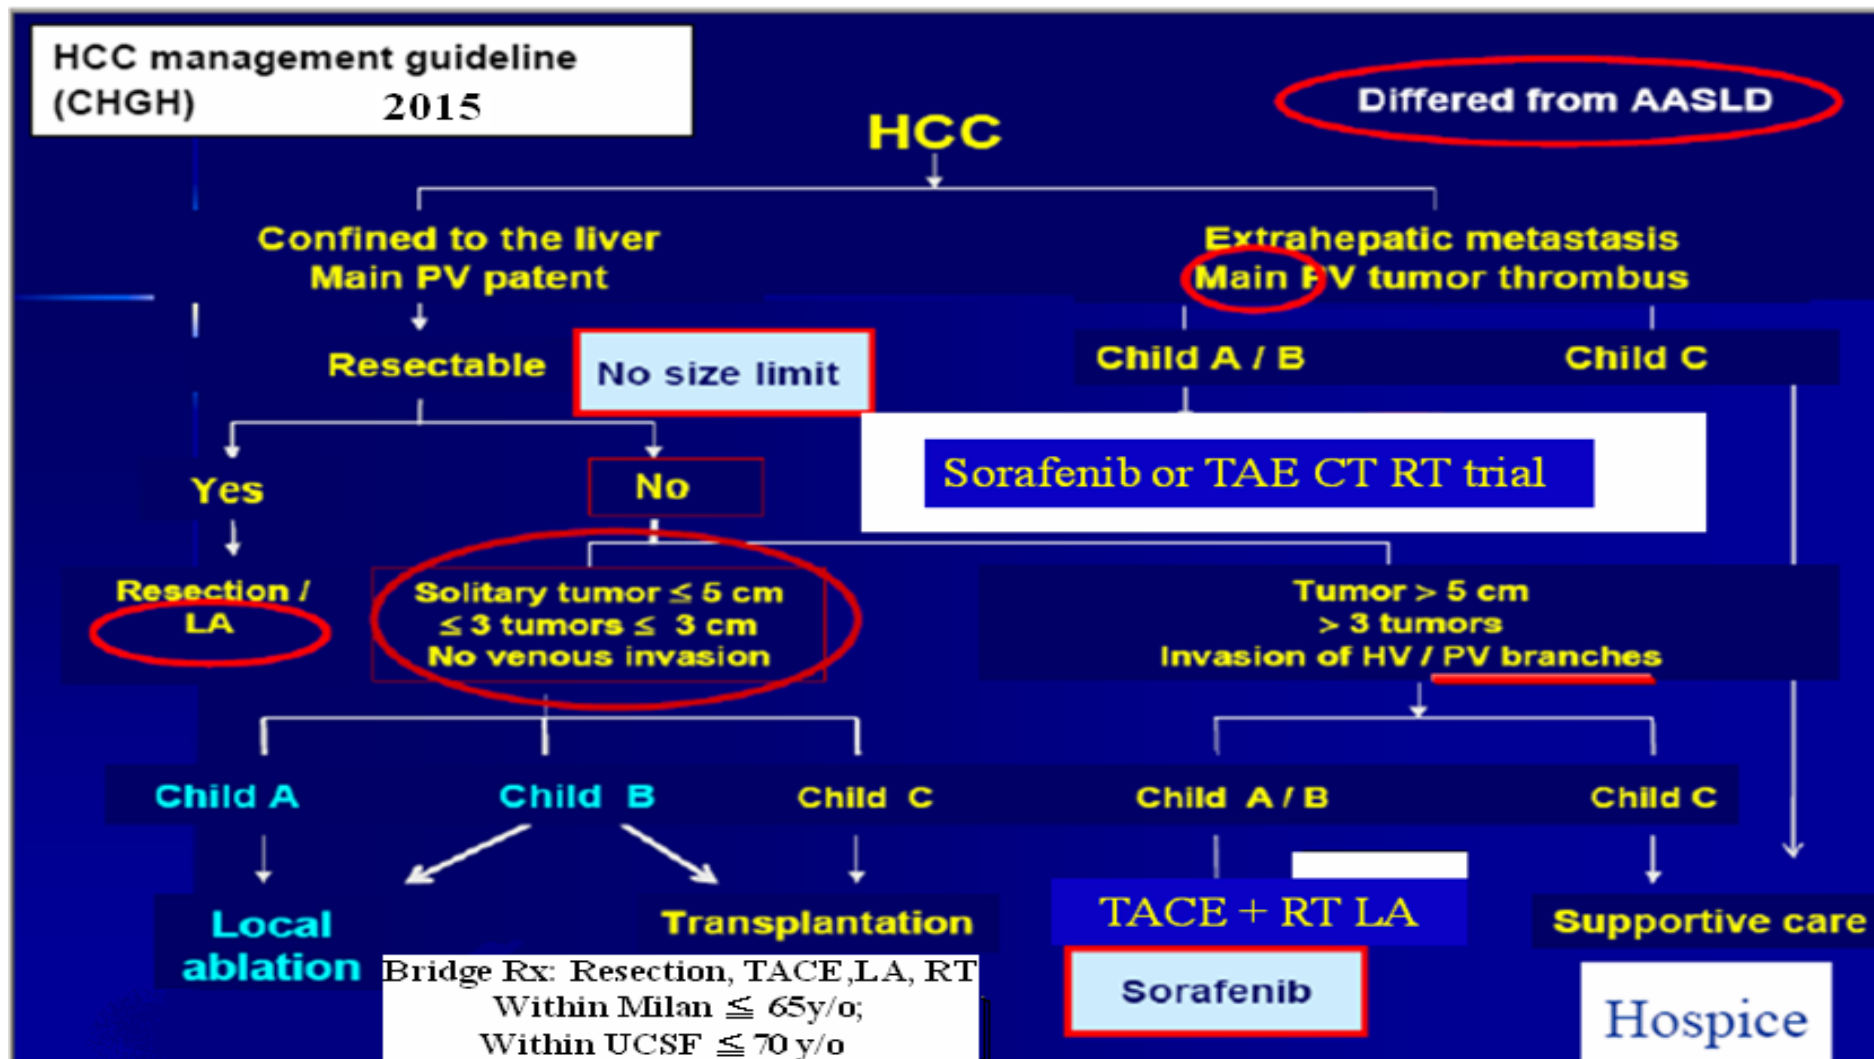 HCC management guideline
(CHGH) 2015
Differed from AASLD
HCC
Confined to the liver
Main PV patent
Extrahepatic metastasis
Main PV tumor thrombus
Resectable
No size limit
Child A / B
Child C
Yes
No
Sorafenib or TAE CT RT trial
Resection /
LA
Solitary tumor ≤ 5 cm
≤ 3 tumors ≤ 3 cm
No venous invasion
Tumor > 5 cm
> 3 tumors
Invasion of HV / PV branches
Child A
Child B
Child C
Child A / B
Child C
Local
ablation
Transplantation
Bridge Rx: Resection, TACE,LA, RT
Within Milan ≦ 65y/o;
Within UCSF ≦ 70 y/o
TACE + RT LA
Sorafenib
Supportive care
Hospice